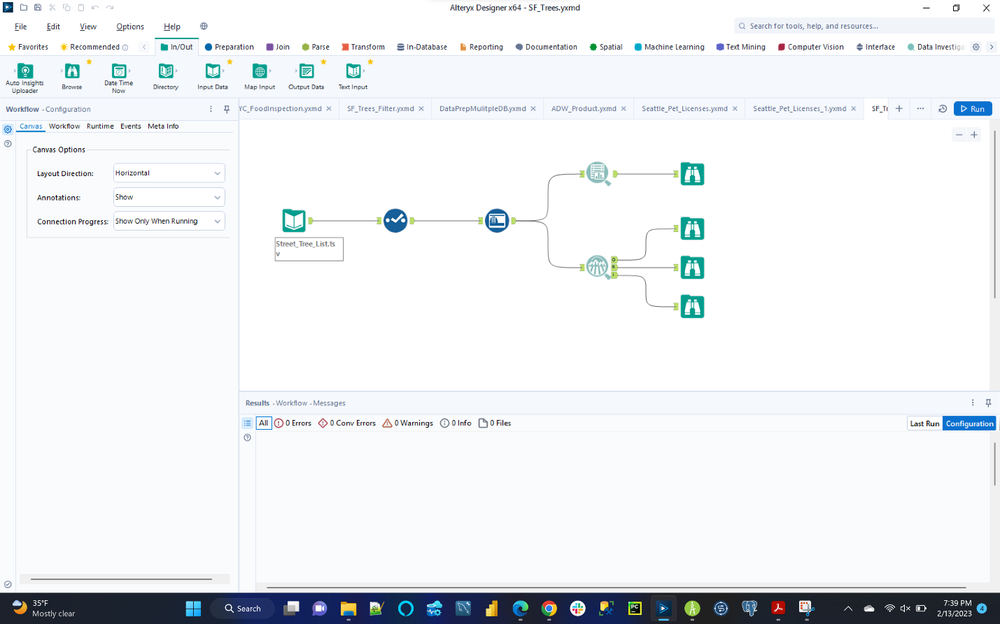 Alteryx Designer x64 - SF_Trees.yxmd
File Edit View Options Help
Search for tools, help, and resources...
Favorites Recommended In/Out Preparation Join Parse Transform In-Database Reporting Documentation Spatial Machine Learning Text Mining Computer Vision Interface Data Investiga
Auto Insights Uploader
Browse
Date Time Now
Directory
Input Data
Map Input
Output Data
Text Input
Workflow - Configuration
YC_FoodInspection.yxmd SF_Trees_Filter.yxmd DataPrepMulitpleDB.yxmd ADW_Product.yxmd Seattle_Pet_Licenses.yxmd Seattle_Pet_Licenses_1.yxmd SF_Tr
Run
Canvas Workflow Runtime Events Meta Info
Canvas Options
Layout Direction: Horizontal
Annotations: Show
Connection Progress: Show Only When Running
Street_Tree_List.ts
v
O
R
I
Results - Workflow - Messages
All 0 Errors 0 Conv Errors 0 Warnings 0 Info 0 Files
Last Run Configuration
35°F
Mostly clear
Search
PC
7:39 PM
2/13/2023
4